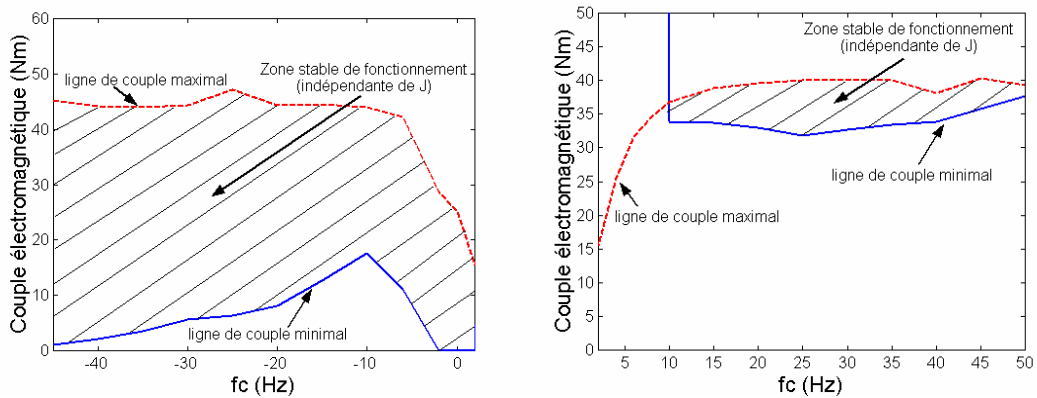 60
50
40
30
20
10
0
-40
-30
-20
-10
0
Couple électromagnétique (Nm)
fc (Hz)
ligne de couple maximal
Zone stable de fonctionnement
(indépendante de J)
ligne de couple minimal
50
45
40
35
30
25
20
15
10
5
0
5
10
15
20
25
30
35
40
45
50
Couple électromagnétique (Nm)
fc (Hz)
Zone stable de fonctionnement
(indépendante de J)
ligne de couple minimal
ligne de couple maximal